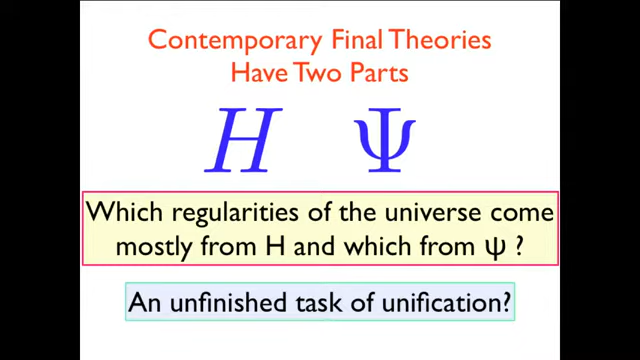 Contemporary Final Theories
Have Two Parts
H Ψ
Which regularities of the universe come
mostly from H and which from ψ ?
An unfinished task of unification?